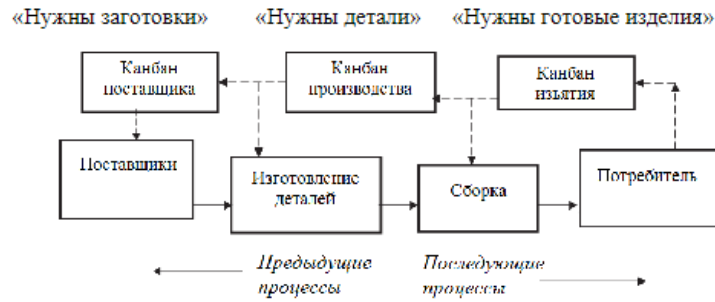 «Нужны заготовки»
«Нужны детали»
«Нужны готовые изделия»
Канбан
поставщика
Канбан
производства
Канбан
изъятия
Поставщики
Изготовление
деталей
Сборка
Потребитель
Предыдущие
процессы
Последующие
процессы